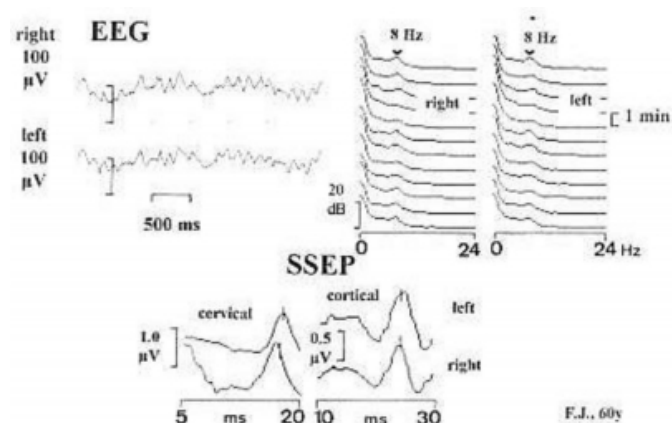 EEG
right
100
µV
left
100
µV
500 ms
8 Hz
8 Hz
right
left
1 min
20
dB
0
24
0
24 Hz
SSEP
cervical
cortical
left
1.0
µV
0.5
µV
right
5
ms
20
10
ms
30
F.J., 60y